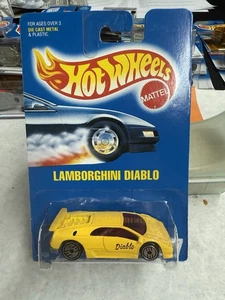 FOR AGES OVER 3
DIE CAST METAL
& PLASTIC
Hot Wheels
MATTEL
LAMBORGHINI DIABLO
Diablo